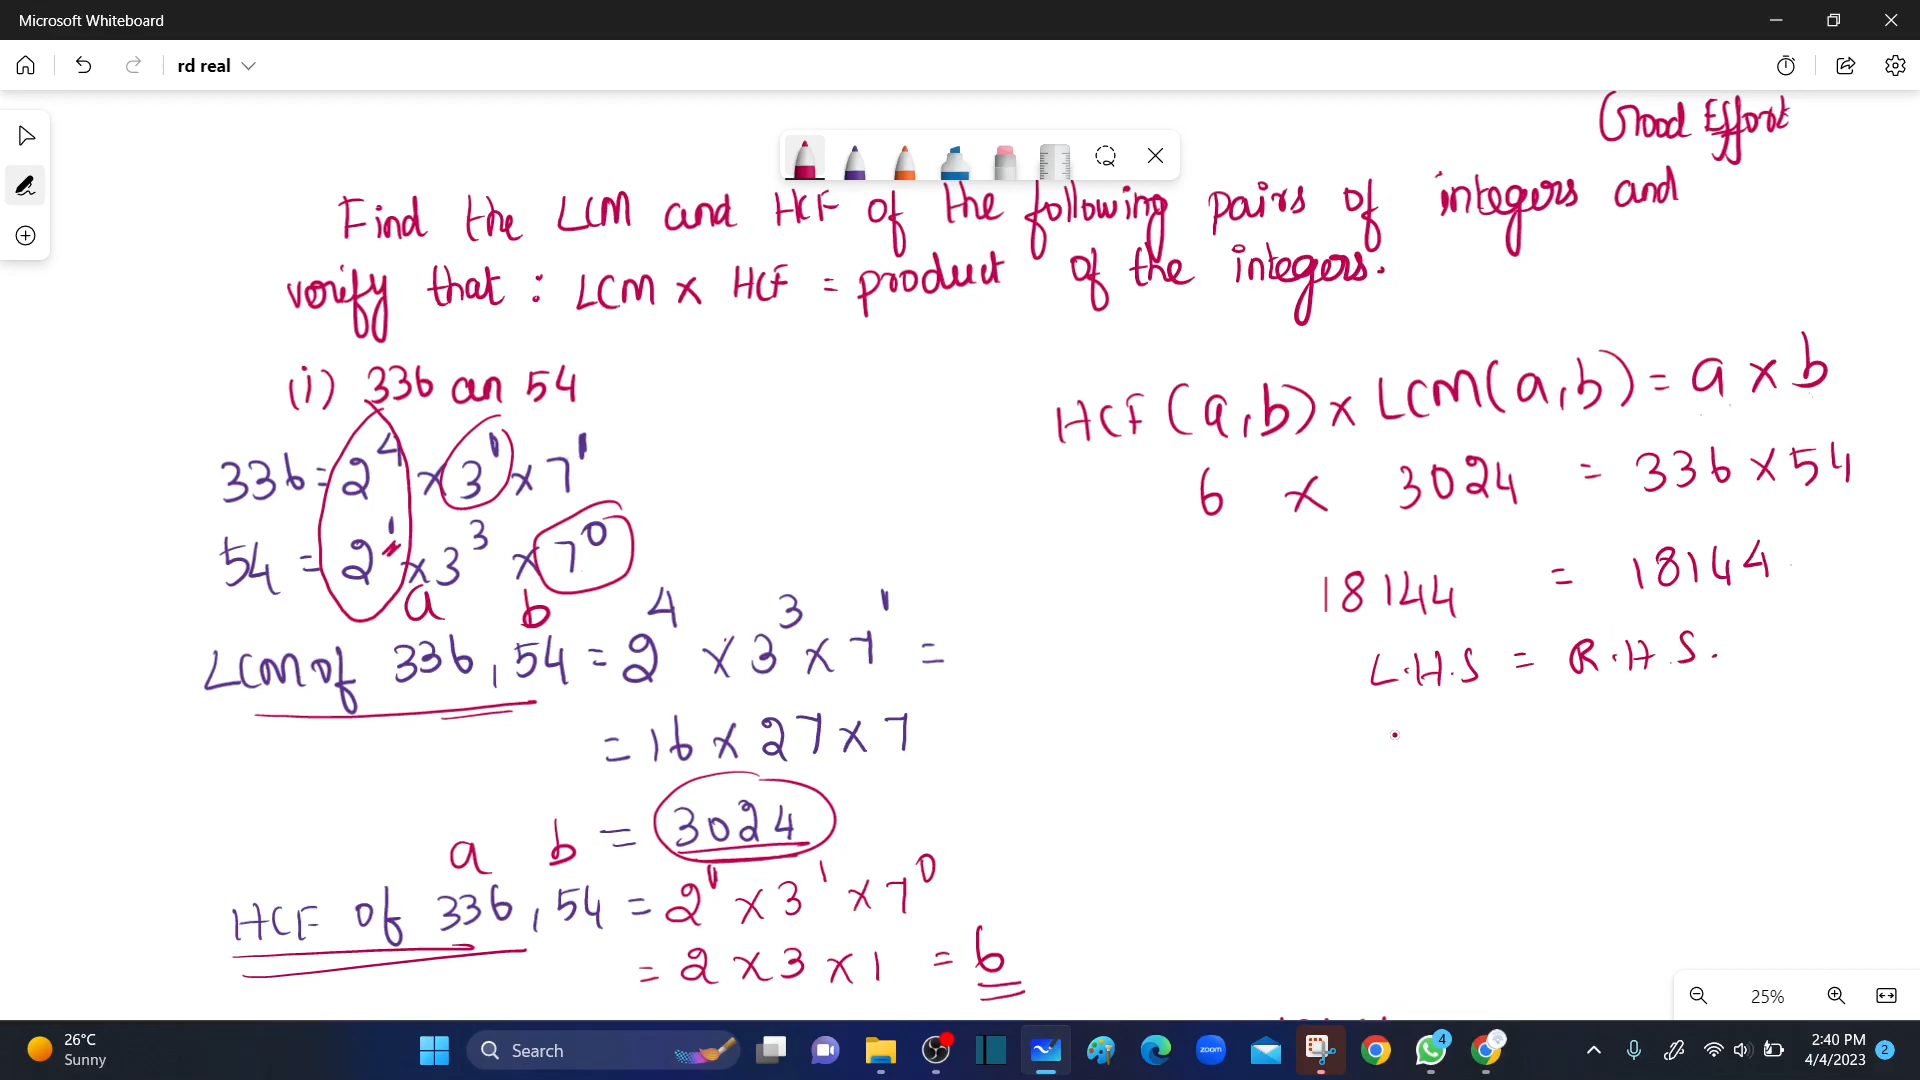 Microsoft Whiteboard
rd real
Good Effort
Find the LCM and HCF of the following pairs of integers and
verify that : LCM x HCF = product of the integers.
(i) 336 an 54
336 = 2⁴ x 3¹ x 7¹
54 = 2¹ x 3³ x 7⁰
a b
LCM of 336, 54 = 2⁴ x 3³ x 7¹ =
= 16 x 27 x 7
= 3024
a b
HCF of 336, 54 = 2¹ x 3¹ x 7⁰
= 2 x 3 x 1 = 6
HCF (a,b) x LCM (a,b) = a x b
6 x 3024 = 336 x 54
18144 = 18144
L.H.S = R.H.S.
25%
26°C
Sunny
Search
zoom
4
2:40 PM
4/4/2023
2